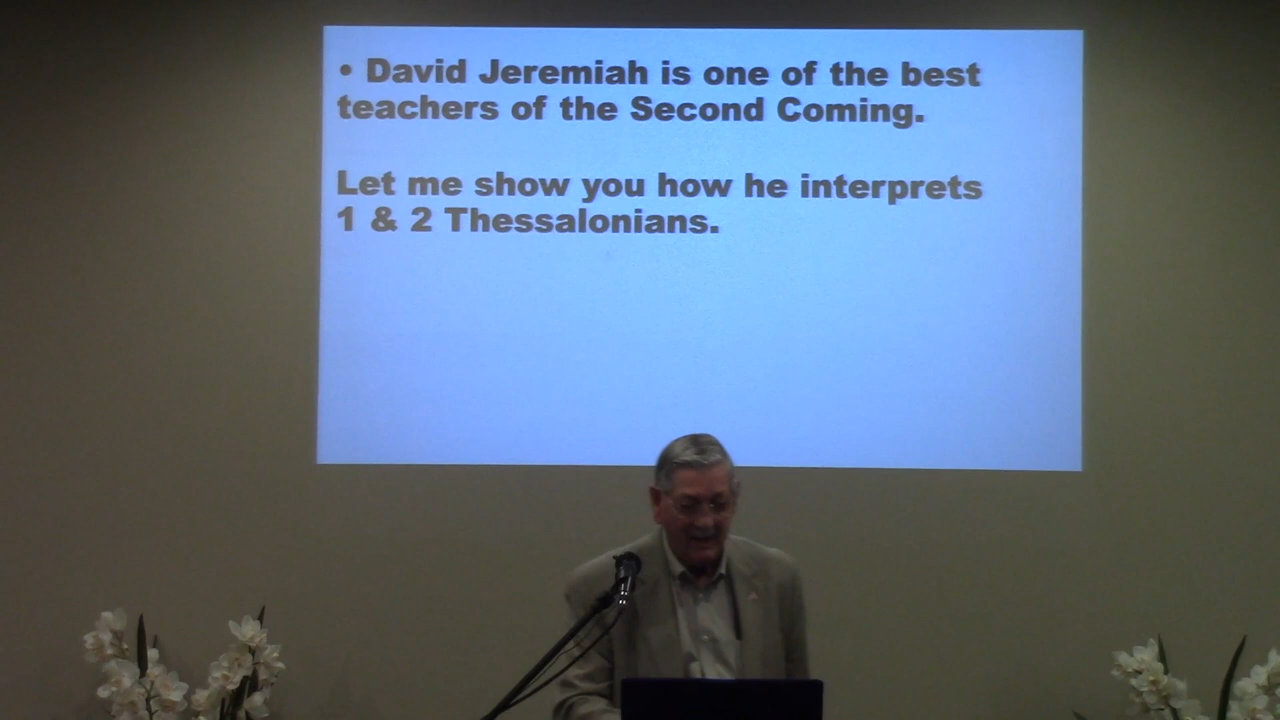 • David Jeremiah is one of the best
teachers of the Second Coming.
Let me show you how he interprets
1 & 2 Thessalonians.